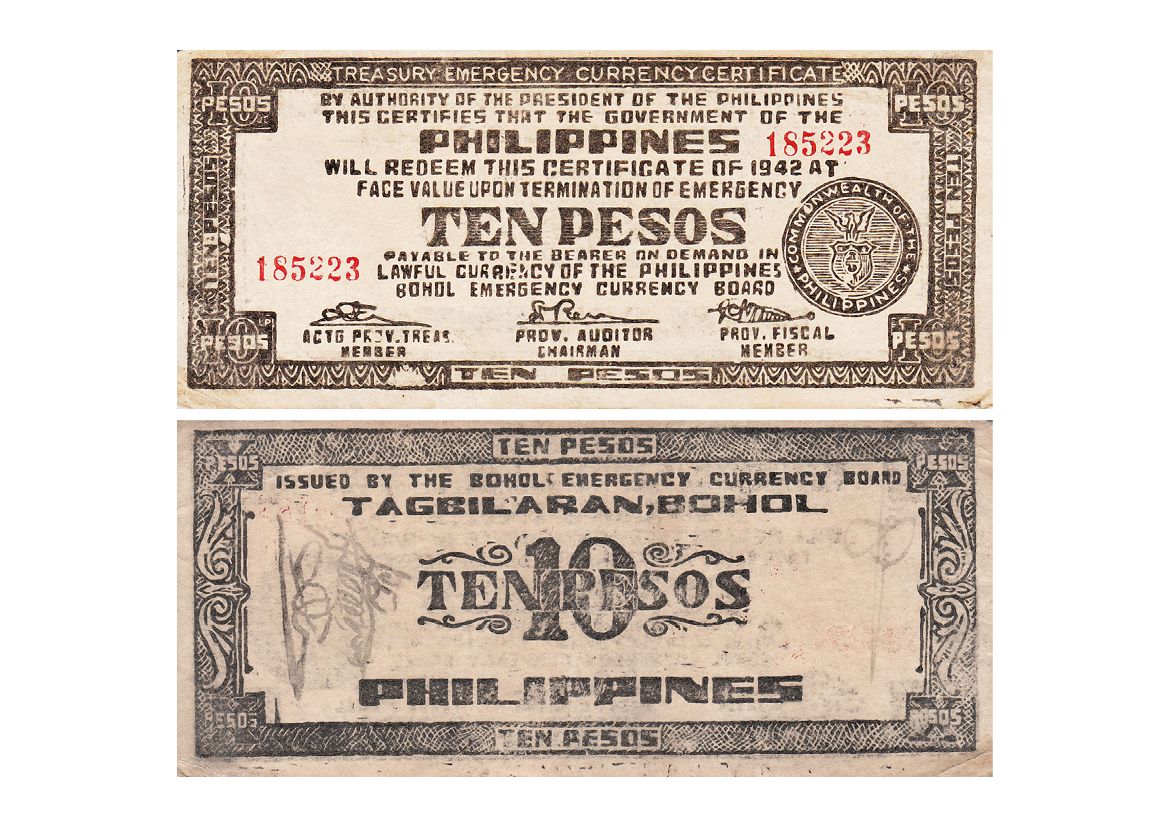 TREASURY EMERGENCY CURRENCY CERTIFICATE
10 PESOS
10 PESOS
BY AUTHORITY OF THE PRESIDENT OF THE PHILIPPINES
THIS CERTIFIES THAT THE GOVERNMENT OF THE
PHILIPPINES
185223
WILL REDEEM THIS CERTIFICATE OF 1942 AT
FACE VALUE UPON TERMINATION OF EMERGENCY
TEN PESOS
TEN PESOS
TEN PESOS
COMMONWEALTH OF THE PHILIPPINES
PAYABLE TO THE BEARER ON DEMAND IN
185223
LAWFUL CURRENCY OF THE PHILIPPINES
BOHOL EMERGENCY CURRENCY BOARD
ACTG PROV. TREAS.
MEMBER
PROV. AUDITOR
CHAIRMAN
PROV. FISCAL
MEMBER
10 PESOS
10 PESOS
TEN PESOS
TEN PESOS
X PESOS
X PESOS
ISSUED BY THE BOHOL EMERGENCY CURRENCY BOARD
TAGBILARAN, BOHOL
10
TEN PESOS
PHILIPPINES
X PESOS
X PESOS
TEN PESOS